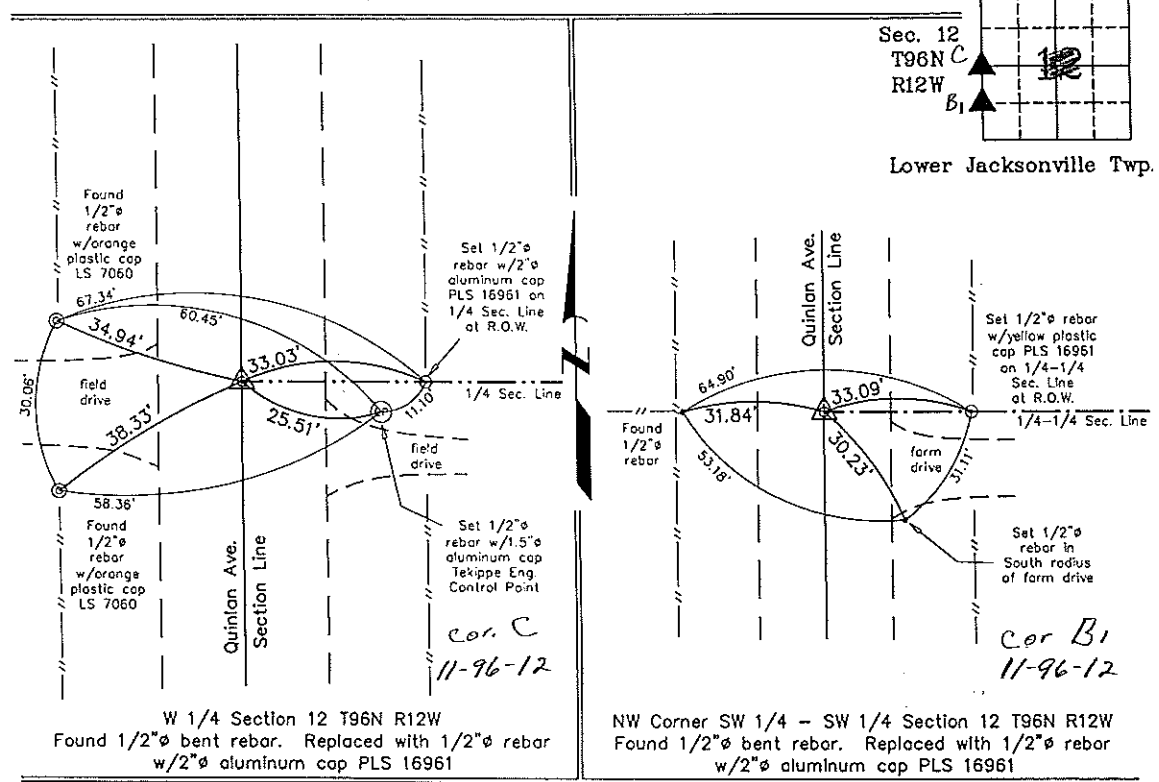 Sec. 12
T96N C
R12W
B1
Lower Jacksonville Twp.
Found
1/2"ø
rebar
w/orange
plastic cap
LS 7060
67.34'
60.45'
34.94'
33.03'
30.06'
field
drive
38.33'
25.51'
11.10'
58.36'
Set 1/2"ø
rebar w/2"ø
aluminum cap
PLS 16961 on
1/4 Sec. Line
at R.O.W.
1/4 Sec. Line
field
drive
Found
1/2"ø
rebar
w/orange
plastic cap
LS 7060
Quinlan Ave.
Section Line
Set 1/2"ø
rebar w/1.5"ø
aluminum cap
Tekippe Eng.
Control Point
cor. C
11-96-12
W 1/4 Section 12 T96N R12W
Found 1/2"ø bent rebar. Replaced with 1/2"ø rebar
w/2"ø aluminum cap PLS 16961
Quinlan Ave.
Section Line
Set 1/2"ø rebar
w/yellow plastic
cap PLS 16961
on 1/4-1/4
Sec. Line
at R.O.W.
64.90'
33.09'
31.84'
1/4-1/4 Sec. Line
Found
1/2"ø
rebar
30.23'
farm
drive
53.18'
31.11'
Set 1/2"ø
rebar in
South radius
of farm drive
cor B1
11-96-12
NW Corner SW 1/4 - SW 1/4 Section 12 T96N R12W
Found 1/2"ø bent rebar. Replaced with 1/2"ø rebar
w/2"ø aluminum cap PLS 16961